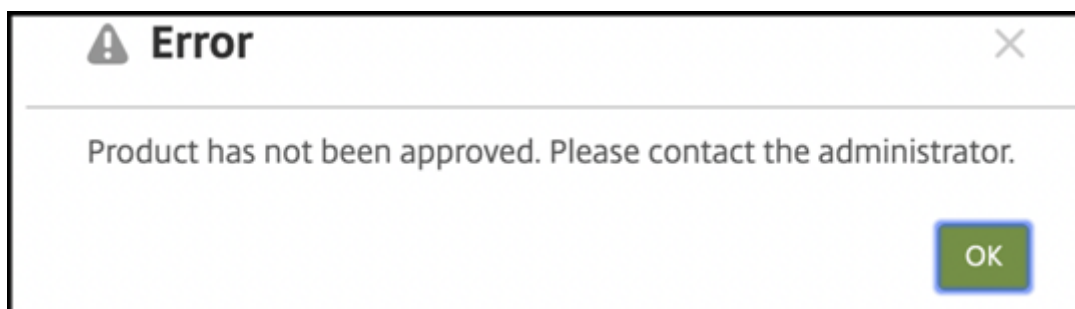 Error
Product has not been approved. Please contact the administrator.
OK